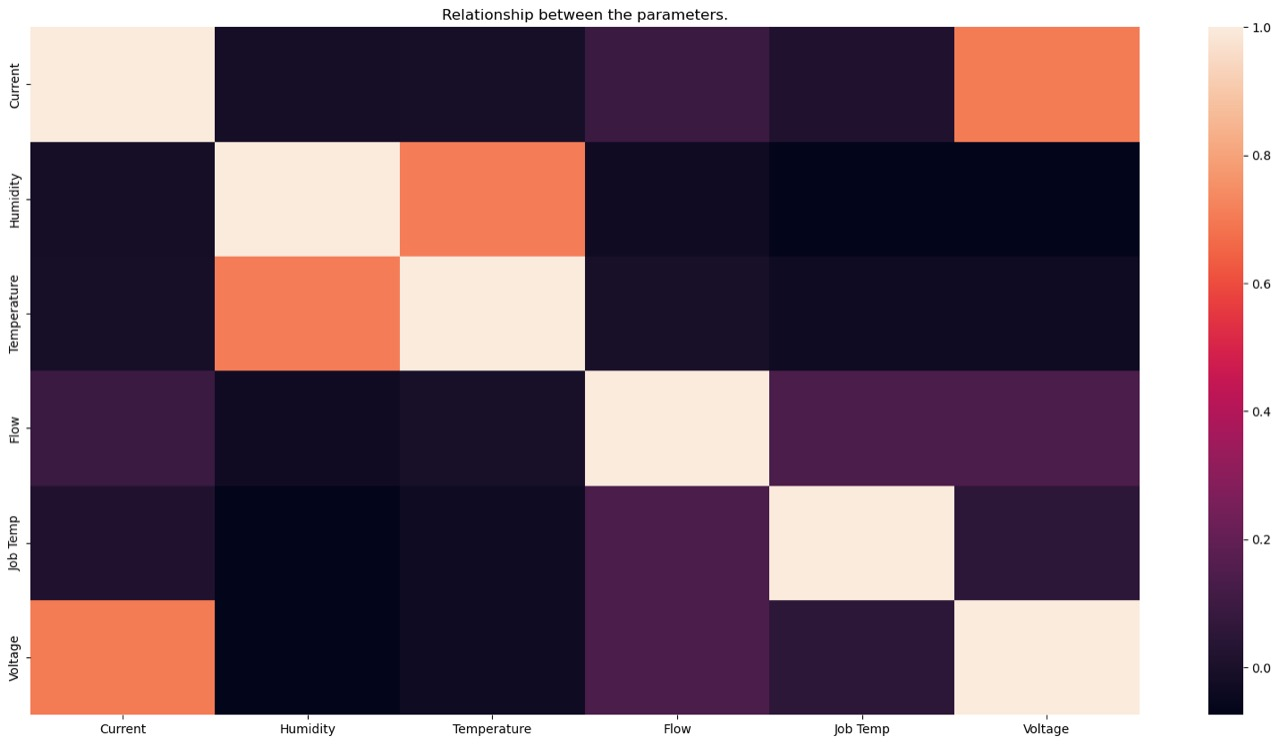 Relationship between the parameters.
Current
Humidity
Temperature
Flow
Job Temp
Voltage
Current
Humidity
Temperature
Flow
Job Temp
Voltage
1.0
0.8
0.6
0.4
0.2
0.0